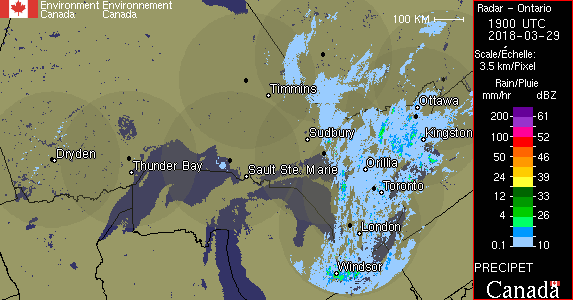 Environment Environnement
Canada Canada
100 KM
Radar - Ontario
1900 UTC
2018-03-29
Scale/Échelle:
3.5 km/Pixel
Rain/Pluie
mm/hr dBZ
200 61
100 52
50 46
24 39
12 33
4 26
1 18
0.1 10
PRECIPET
Canada
Timmins
Ottawa
Sudbury
Kingston
Dryden
Thunder Bay
Sault Ste. Marie
Orillia
Toronto
London
Windsor